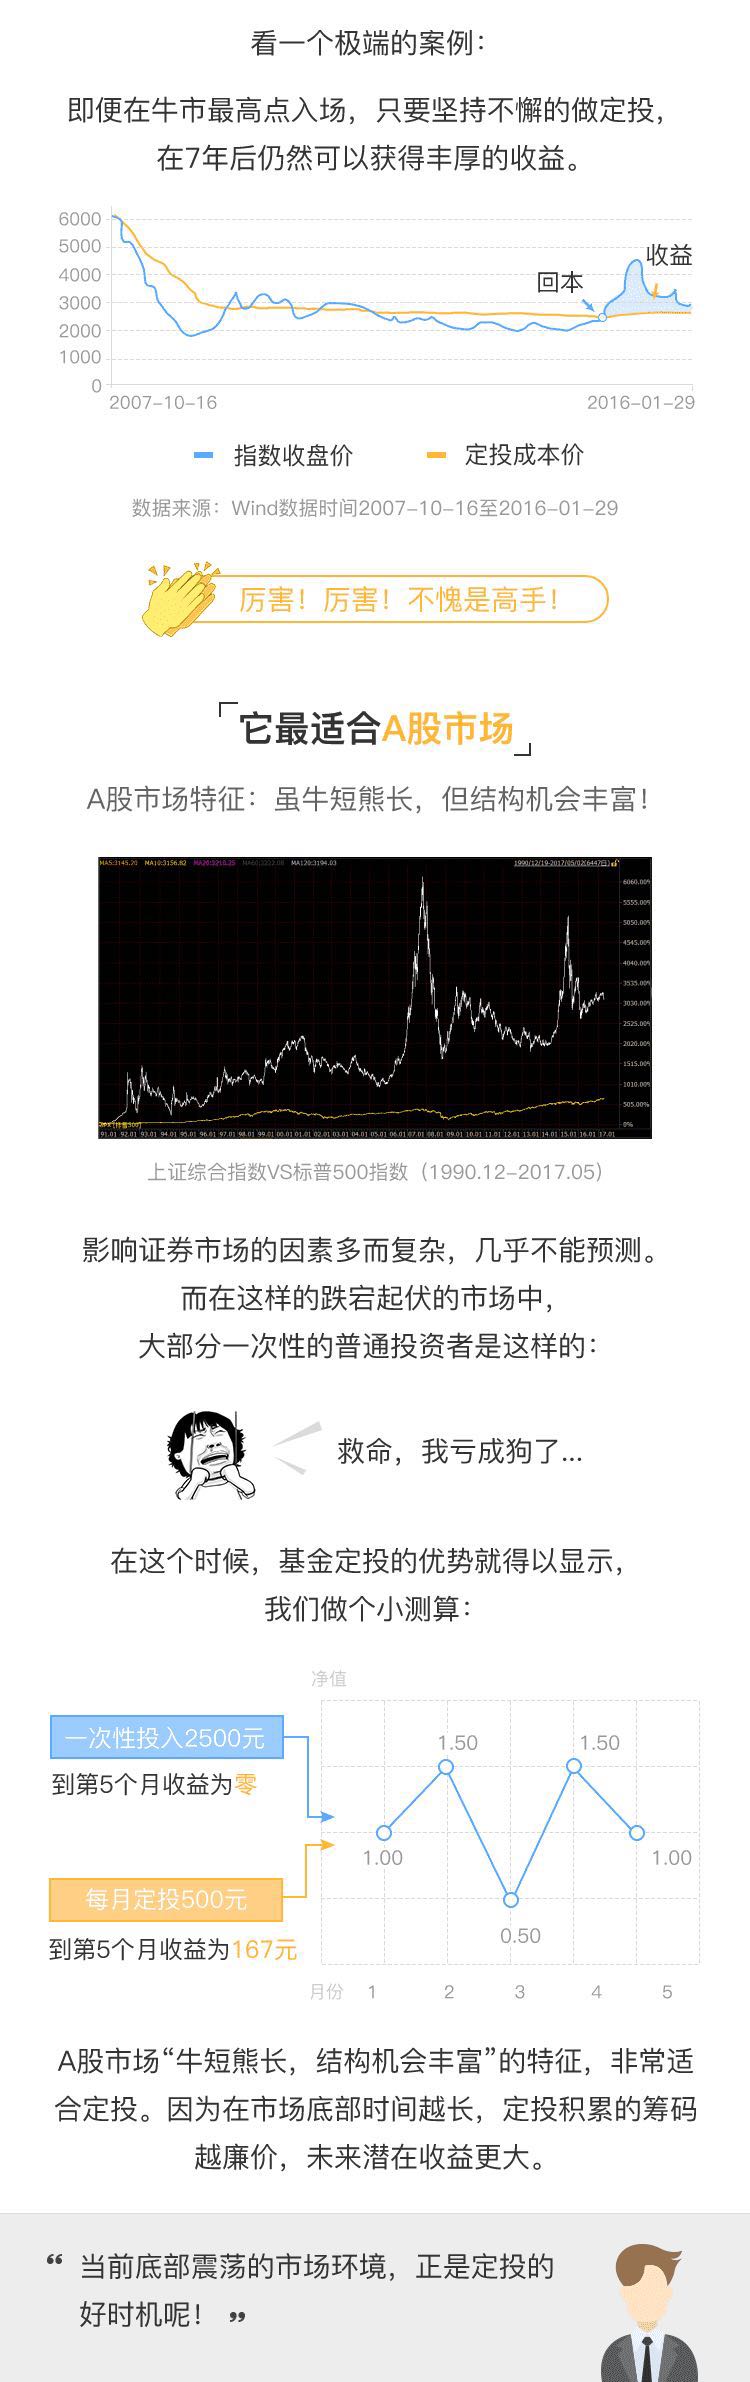 看一个极端的案例：
即便在牛市最高点入场，只要坚持不懈的做定投，
在7年后仍然可以获得丰厚的收益。
6000
5000
4000
3000
2000
1000
0
收益
回本
2007-10-16
2016-01-29
指数收盘价
定投成本价
数据来源：Wind数据时间2007-10-16至2016-01-29
厉害！厉害！不愧是高手！
它最适合A股市场
A股市场特征：虽牛短熊长，但结构机会丰富！
MA5:3145.20 MA10:3156.82 MA20:3210.25 MA60:3222.08 MA120:3194.03
1990/12/19-2017/05/02(6447日)
6060.00%
5555.00%
5050.00%
4545.00%
4040.00%
3535.00%
3030.00%
2525.00%
2020.00%
1515.00%
1010.00%
505.00%
0%
91.01 92.01 93.01 94.01 95.01 96.01 97.01 98.01 99.01 00.01 01.01 02.01 03.01 04.01 05.01 06.01 07.01 08.01 09.01 10.01 11.01 12.01 13.01 14.01 15.01 16.01 17.01
上证综合指数VS标普500指数（1990.12-2017.05）
影响证券市场的因素多而复杂，几乎不能预测。
而在这样的跌宕起伏的市场中，
大部分一次性的普通投资者是这样的：
救命，我亏成狗了...
在这个时候，基金定投的优势就得以显示，
我们做个小测算：
净值
一次性投入2500元
到第5个月收益为零
每月定投500元
到第5个月收益为167元
1.00
1.50
0.50
1.50
1.00
月份 1 2 3 4 5
A股市场“牛短熊长，结构机会丰富”的特征，非常适
合定投。因为在市场底部时间越长，定投积累的筹码
越廉价，未来潜在收益更大。
“ 当前底部震荡的市场环境，正是定投的
好时机呢！ ”